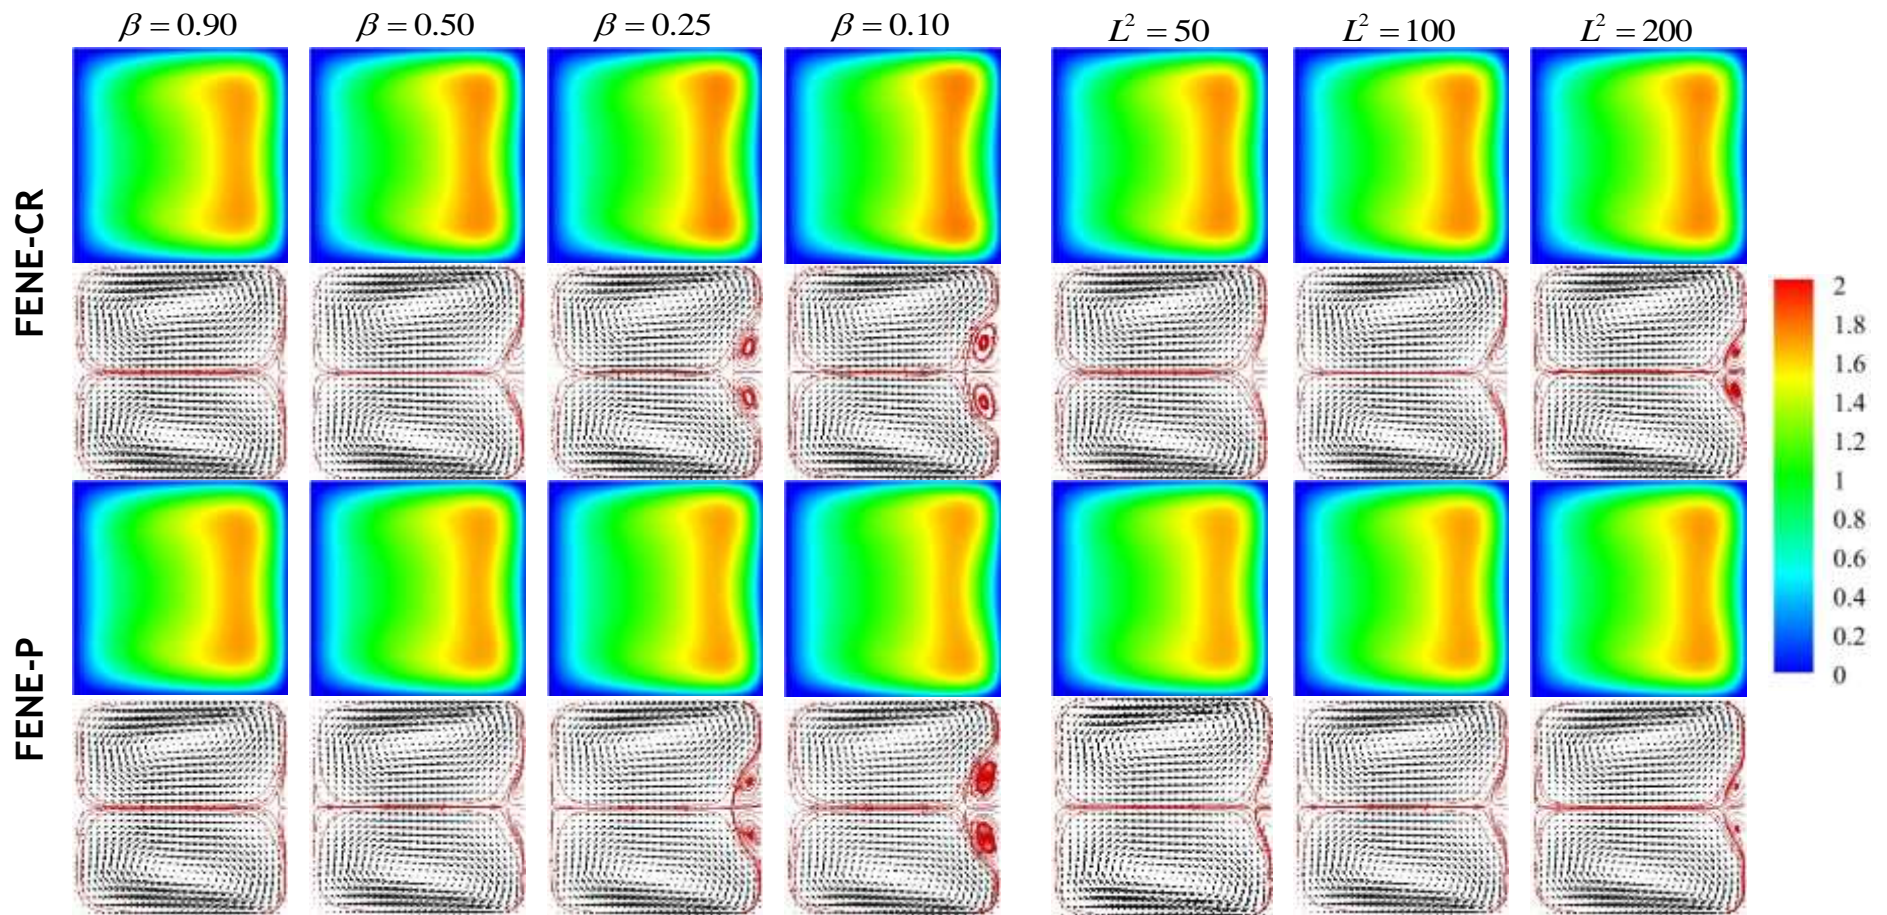 β = 0.90
β = 0.50
β = 0.25
β = 0.10
L² = 50
L² = 100
L² = 200
FENE-CR
FENE-P
2
1.8
1.6
1.4
1.2
1
0.8
0.6
0.4
0.2
0